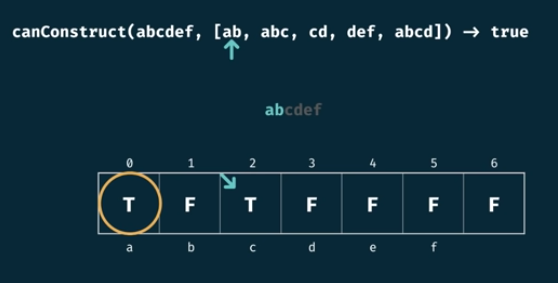 canConstruct(abcdef, [ab, abc, cd, def, abcd]) → true
abcdef
0 1 2 3 4 5 6
T F T F F F F
a b c d e f